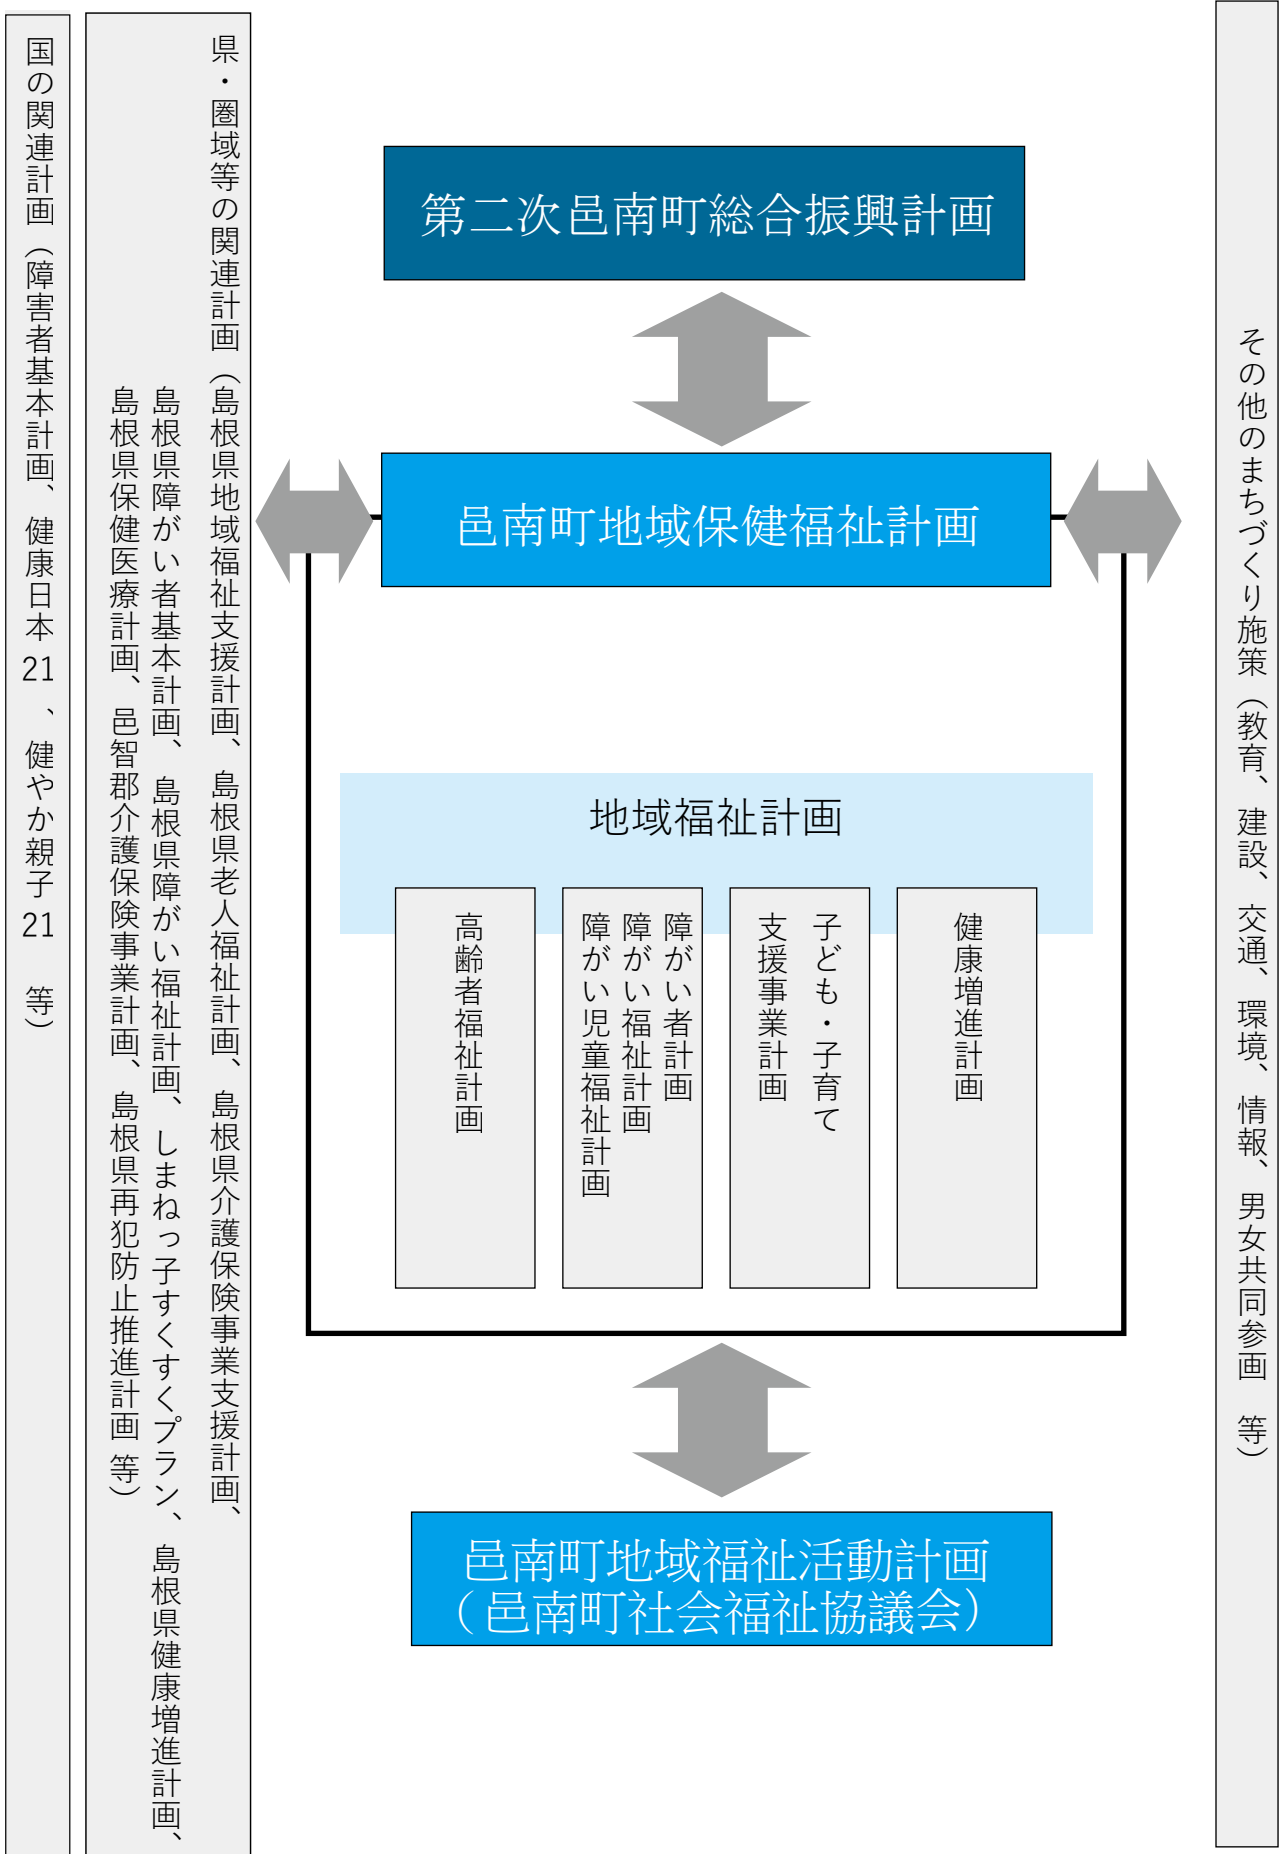 第二次邑南町総合振興計画
邑南町地域保健福祉計画
地域福祉計画
健康増進計画
子ども・子育て
支援事業計画
障がい者計画
障がい福祉計画
障がい児童福祉計画
高齢者福祉計画
邑南町地域福祉活動計画
（邑南町社会福祉協議会）
その他のまちづくり施策（教育、建設、交通、環境、情報、男女共同参画　等）
県・圏域等の関連計画（島根県地域福祉支援計画、島根県老人福祉計画、島根県介護保険事業支援計画、
島根県障がい者基本計画、島根県障がい福祉計画、しまねっ子すくすくプラン、島根県健康増進計画、
島根県保健医療計画、邑智郡介護保険事業計画、島根県再犯防止推進計画 等）
国の関連計画（障害者基本計画、健康日本 21 、健やか親子 21　等）